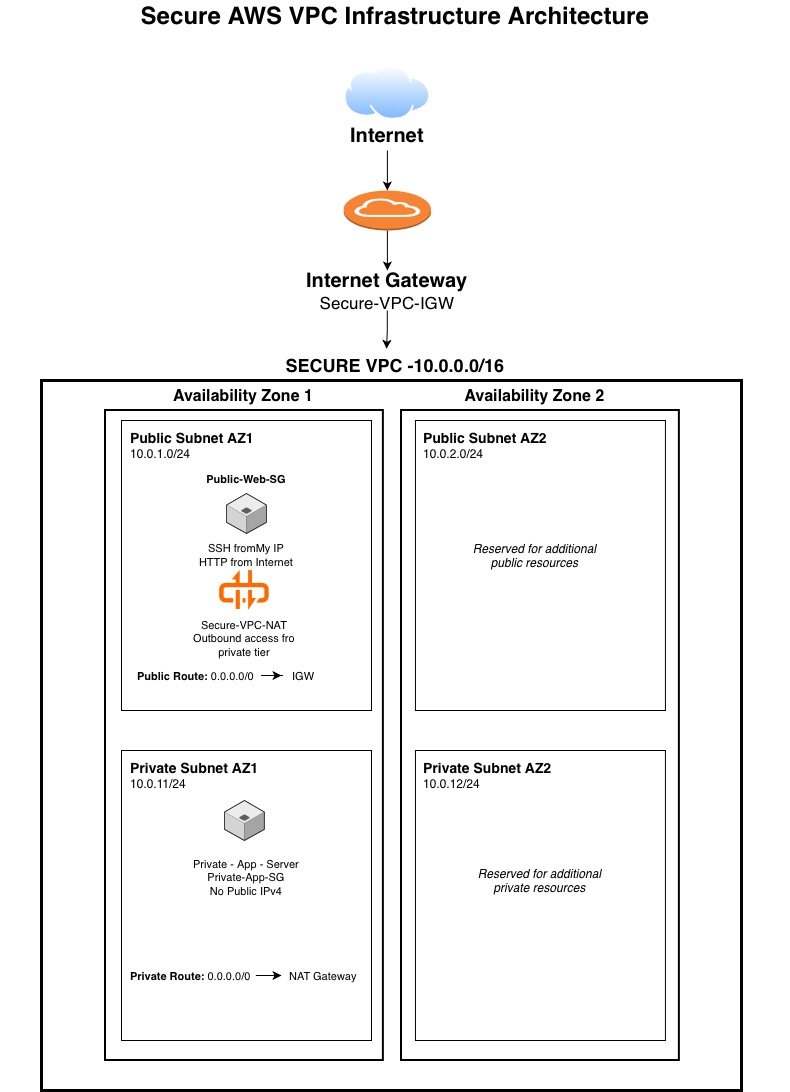 Secure AWS VPC Infrastructure Architecture
Internet
Internet Gateway
Secure-VPC-IGW
SECURE VPC -10.0.0.0/16
Availability Zone 1
Public Subnet AZ1
10.0.1.0/24
Public-Web-SG
SSH fromMy IP
HTTP from Internet
Secure-VPC-NAT
Outbound access fro
private tier
Public Route: 0.0.0.0/0
IGW
Private Subnet AZ1
10.0.11/24
Private - App - Server
Private-App-SG
No Public IPv4
Private Route: 0.0.0.0/0
NAT Gateway
Availability Zone 2
Public Subnet AZ2
10.0.2.0/24
Reserved for additional
public resources
Private Subnet AZ2
10.0.12/24
Reserved for additional
private resources